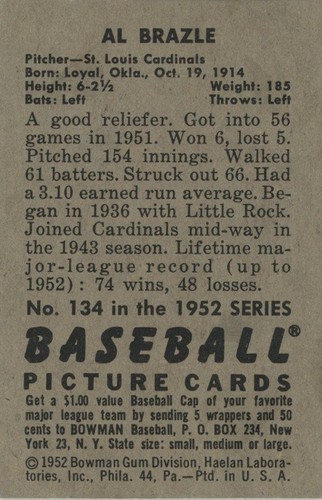 AL BRAZLE
Pitcher—St. Louis Cardinals
Born: Loyal, Okla., Oct. 19, 1914
Height: 6-2½ Weight: 185
Bats: Left Throws: Left
A good reliefer. Got into 56
games in 1951. Won 6, lost 5.
Pitched 154 innings. Walked
61 batters. Struck out 66. Had
a 3.10 earned run average. Be-
gan in 1936 with Little Rock.
Joined Cardinals mid-way in
the 1943 season. Lifetime ma-
jor-league record (up to
1952): 74 wins, 48 losses.
No. 134 in the 1952 SERIES
BASEBALL®
PICTURE CARDS
Get a $1.00 value Baseball Cap of your favorite
major league team by sending 5 wrappers and 50
cents to BOWMAN Baseball, P. O. BOX 234, New
York 23, N. Y. State size: small, medium or large.
©1952 Bowman Gum Division, Haelan Labora-
tories, Inc., Phila. 44, Pa.—Ptd. in U. S. A.